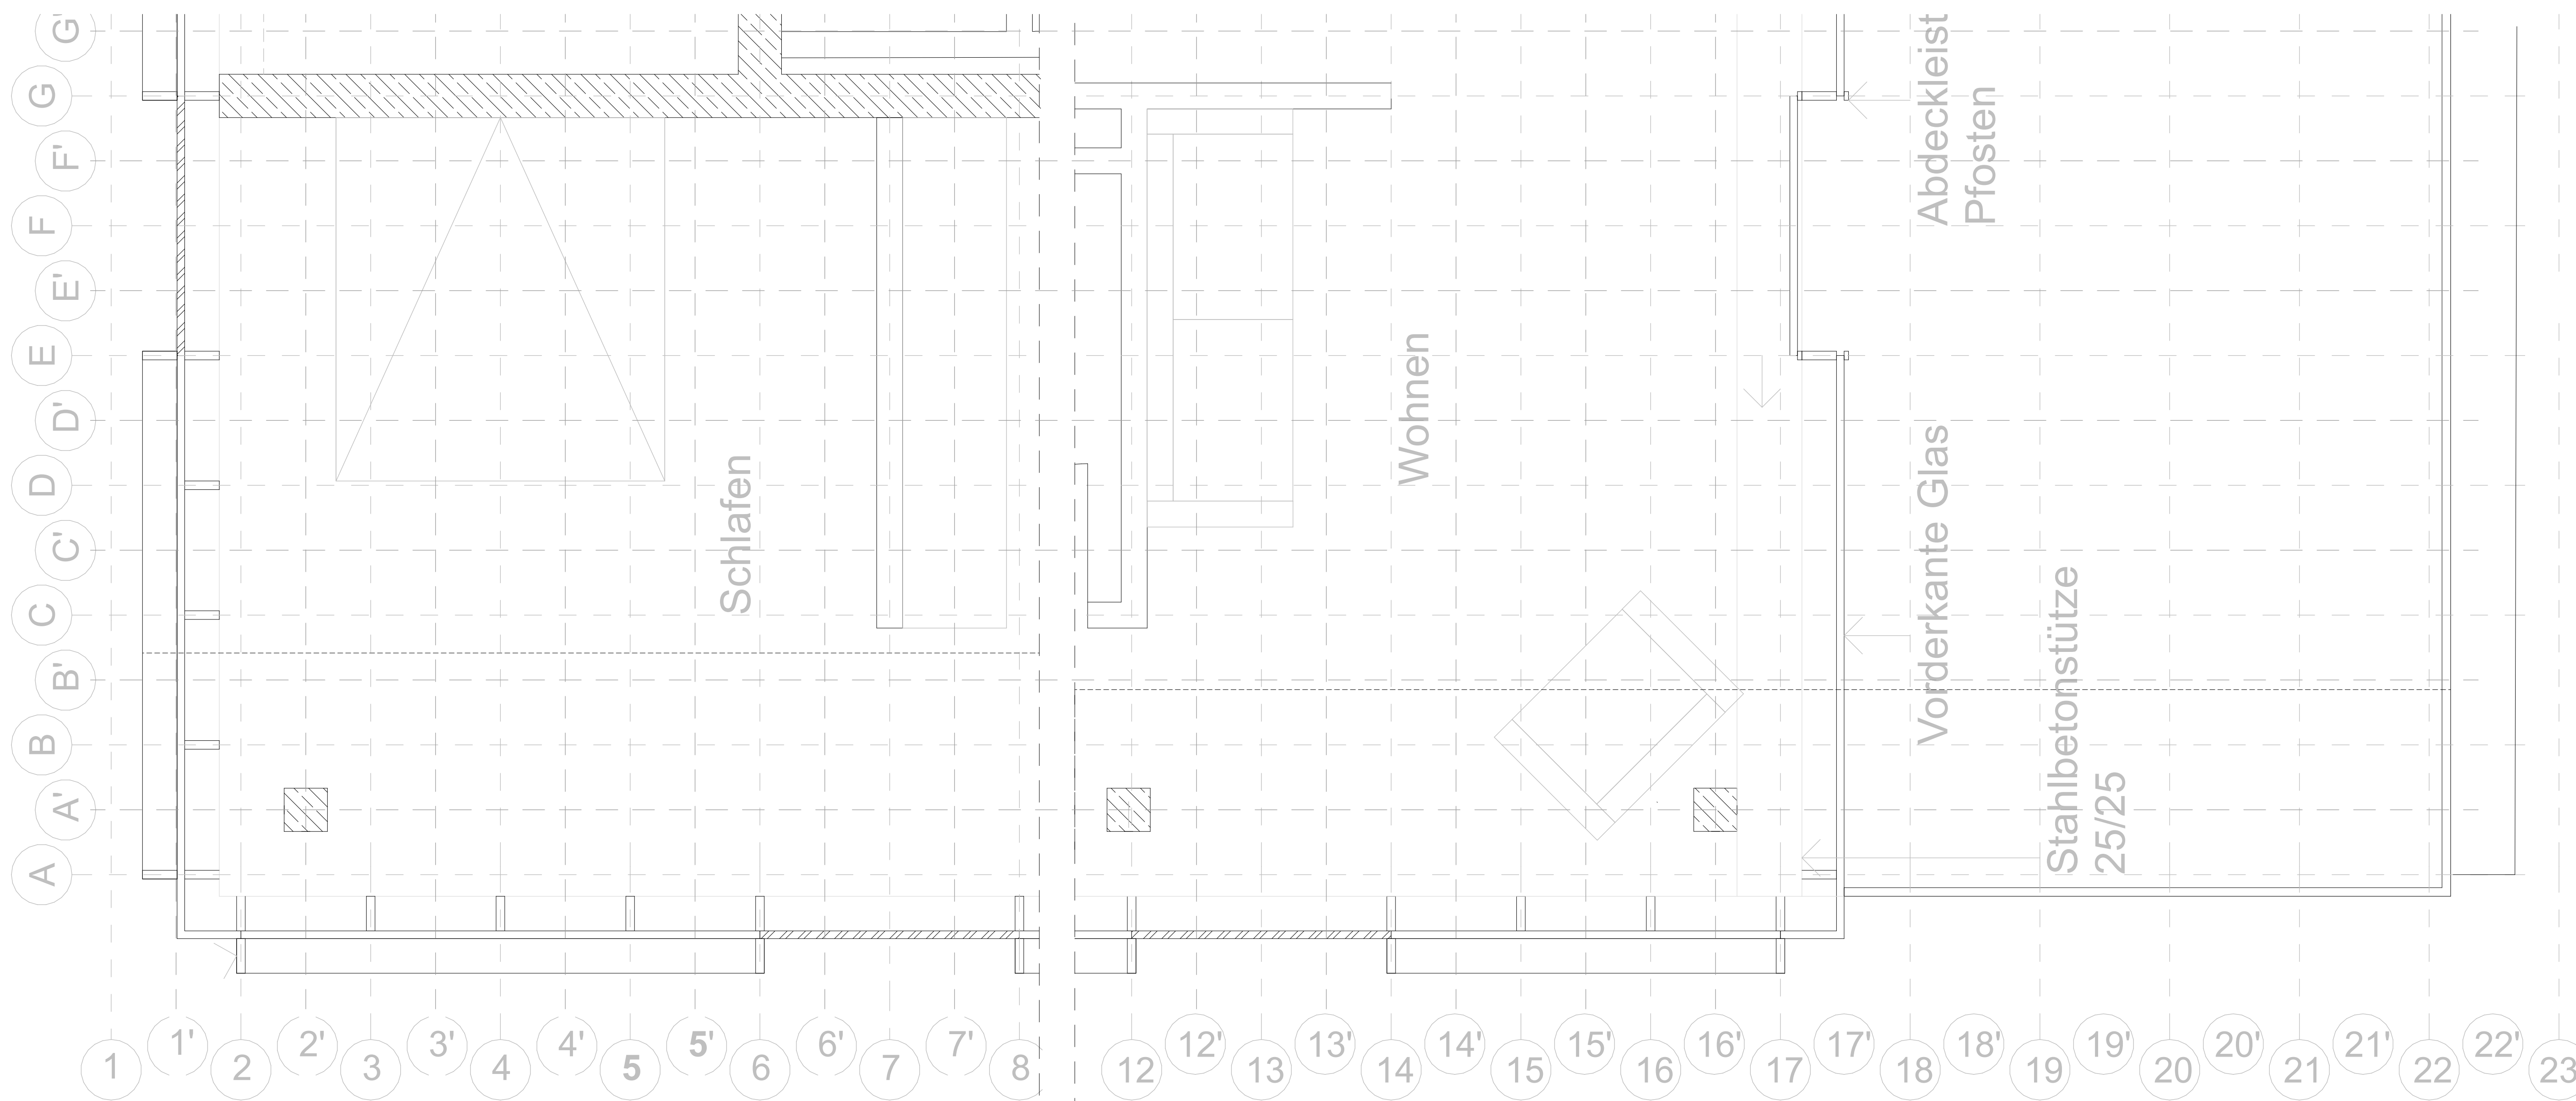 G'
G
F'
F
E'
E
D'
D
C'
C
B'
B
A'
A
Schlafen
Wohnen
Abdeckleist
Pfosten
Vorderkante Glas
Stahlbetonstütze
25/25
1' 2' 3' 4' 5' 6' 7' 12' 13' 14' 15' 16' 17' 18' 19' 20' 21' 22'
1 2 3 4 5 6 7 8 12 13 14 15 16 17 18 19 20 21 22 23